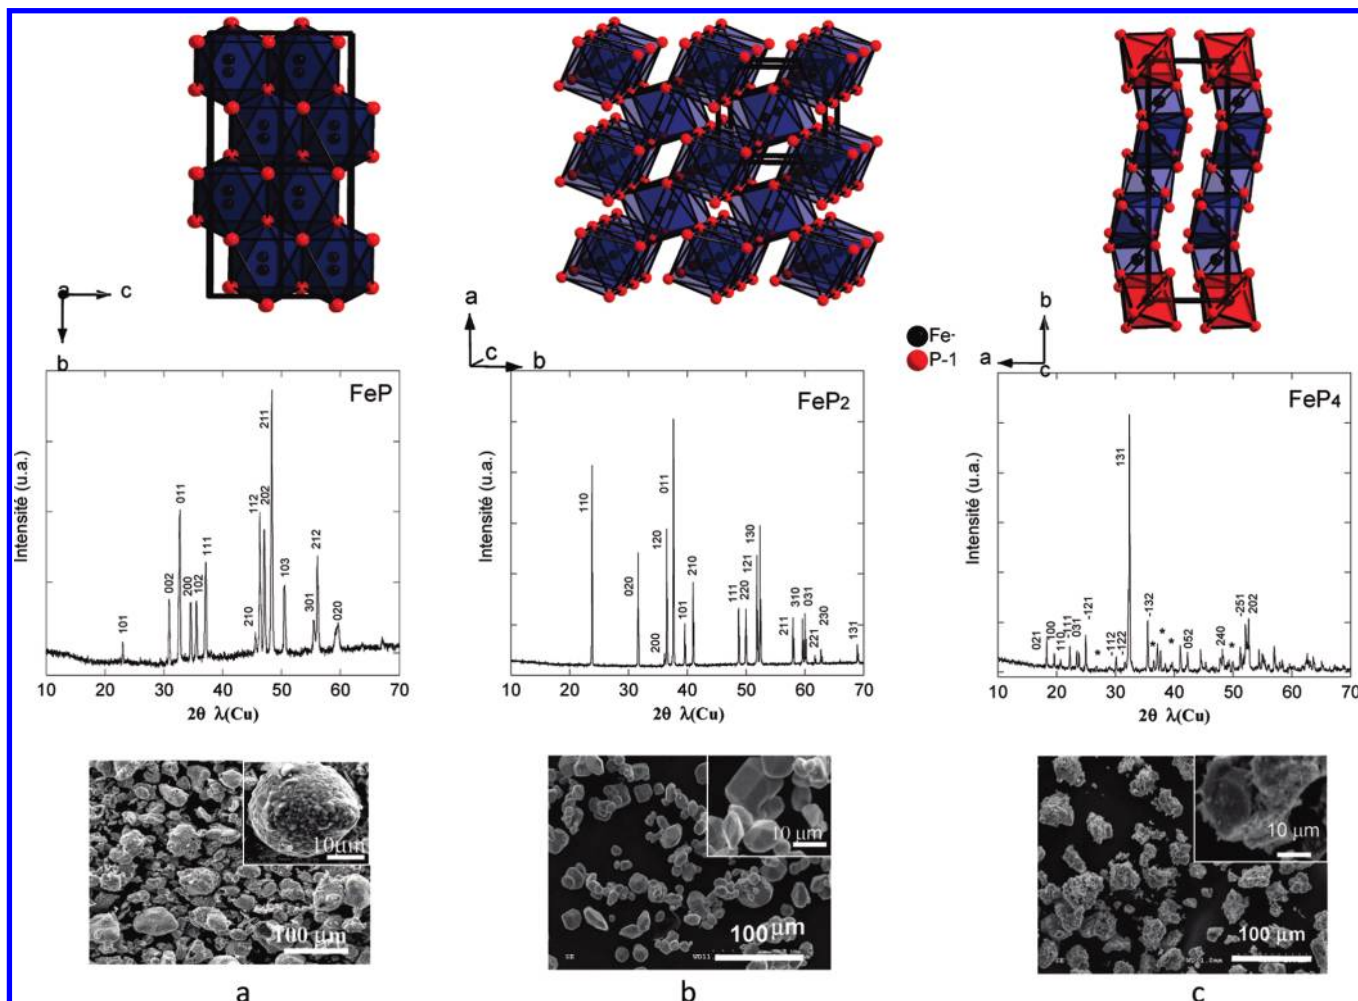 a
c
b
a
c
b
Fe-
P-1
b
a
c
FeP
Intensité (u.a.)
101
002
011
200
102
111
210
112
202
211
103
301
212
020
10 20 30 40 50 60 70
2θ λ(Cu)
FeP2
Intensité (u.a.)
110
020
200
120
011
101
210
111
220
121
130
211
310
031
221
230
131
10 20 30 40 50 60 70
2θ λ(Cu)
FeP4
Intensité (u.a.)
021
100
110
-111
031
-121
*
-112
-122
131
-132
*
*
*
052
240
*
-251
202
10 20 30 40 50 60 70
2θ λ(Cu)
10μm
100 μm
10 μm
100μm
SE
10 μm
100 μm
SE
a
b
c